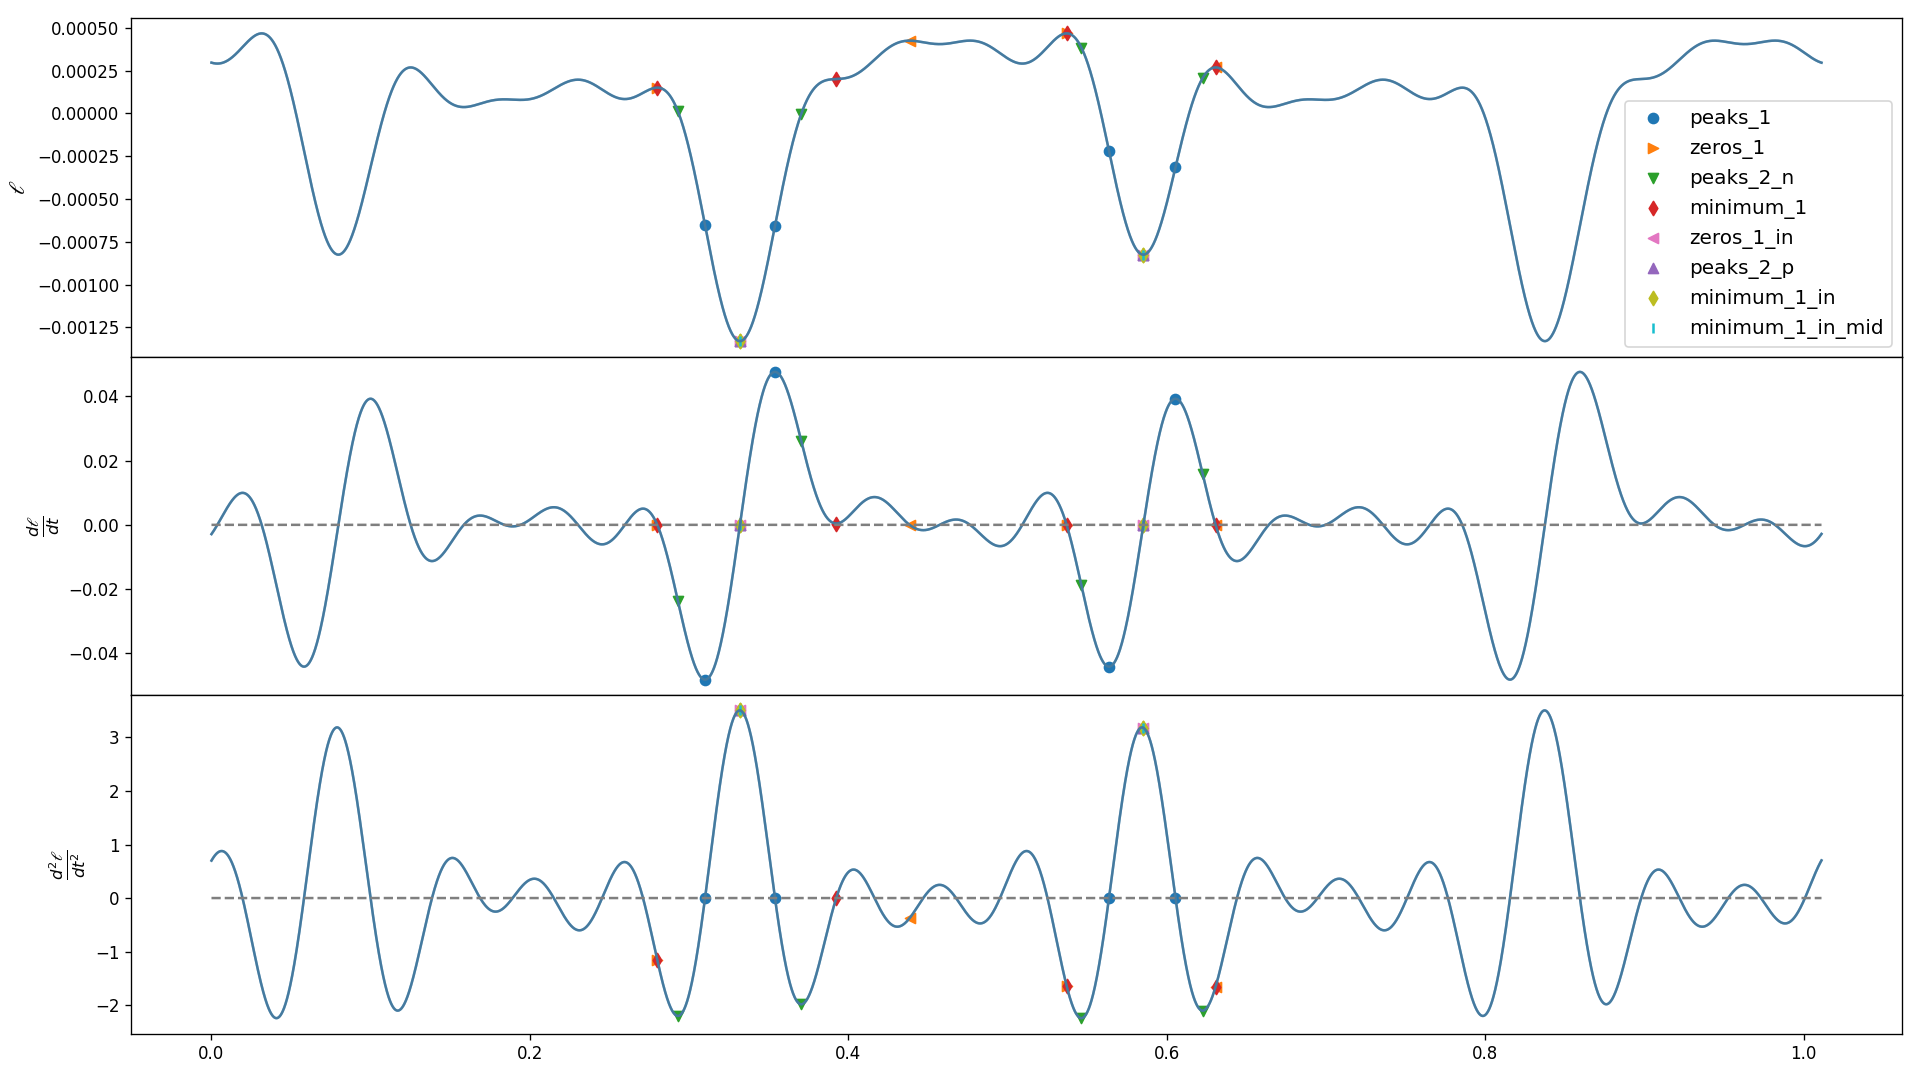 0.00050
0.00025
0.00000
−0.00025
−0.00050
−0.00075
−0.00100
−0.00125
ℓ
peaks_1
zeros_1
peaks_2_n
minimum_1
zeros_1_in
peaks_2_p
minimum_1_in
minimum_1_in_mid
0.04
0.02
0.00
−0.02
−0.04
dℓ
dt
3
2
1
0
−1
−2
d²ℓ
dt²
0.0 0.2 0.4 0.6 0.8 1.0